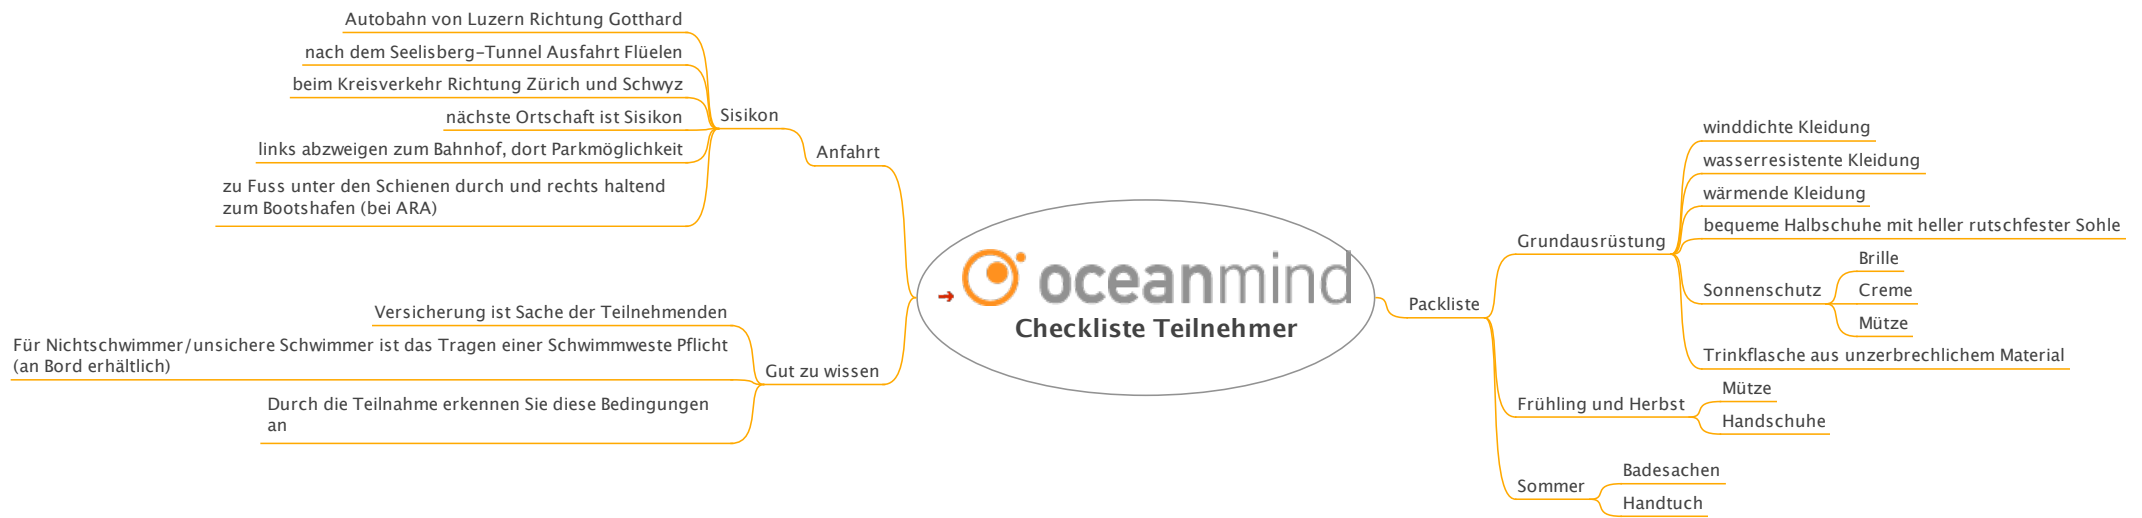 oceanmind
Checkliste Teilnehmer
Anfahrt
Sisikon
Autobahn von Luzern Richtung Gotthard
nach dem Seelisberg-Tunnel Ausfahrt Flüelen
beim Kreisverkehr Richtung Zürich und Schwyz
nächste Ortschaft ist Sisikon
links abzweigen zum Bahnhof, dort Parkmöglichkeit
zu Fuss unter den Schienen durch und rechts haltend
zum Bootshafen (bei ARA)
Gut zu wissen
Versicherung ist Sache der Teilnehmenden
Für Nichtschwimmer/unsichere Schwimmer ist das Tragen einer Schwimmweste Pflicht
(an Bord erhältlich)
Durch die Teilnahme erkennen Sie diese Bedingungen
an
Packliste
Grundausrüstung
winddichte Kleidung
wasserresistente Kleidung
wärmende Kleidung
bequeme Halbschuhe mit heller rutschfester Sohle
Sonnenschutz
Brille
Creme
Mütze
Trinkflasche aus unzerbrechlichem Material
Frühling und Herbst
Mütze
Handschuhe
Sommer
Badesachen
Handtuch